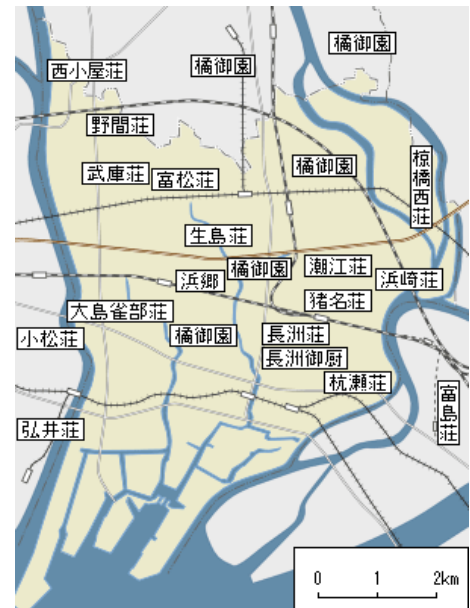 橘御園
橘御園
西小屋荘
野間荘
橘御園
椋橋西荘
武庫荘
富松荘
生島荘
橘御園
潮江荘
浜郷
浜崎荘
猪名荘
大島雀部荘
橘御園
長洲荘
小松荘
長洲御厨
杭瀬荘
富島荘
弘井荘
0 1 2km